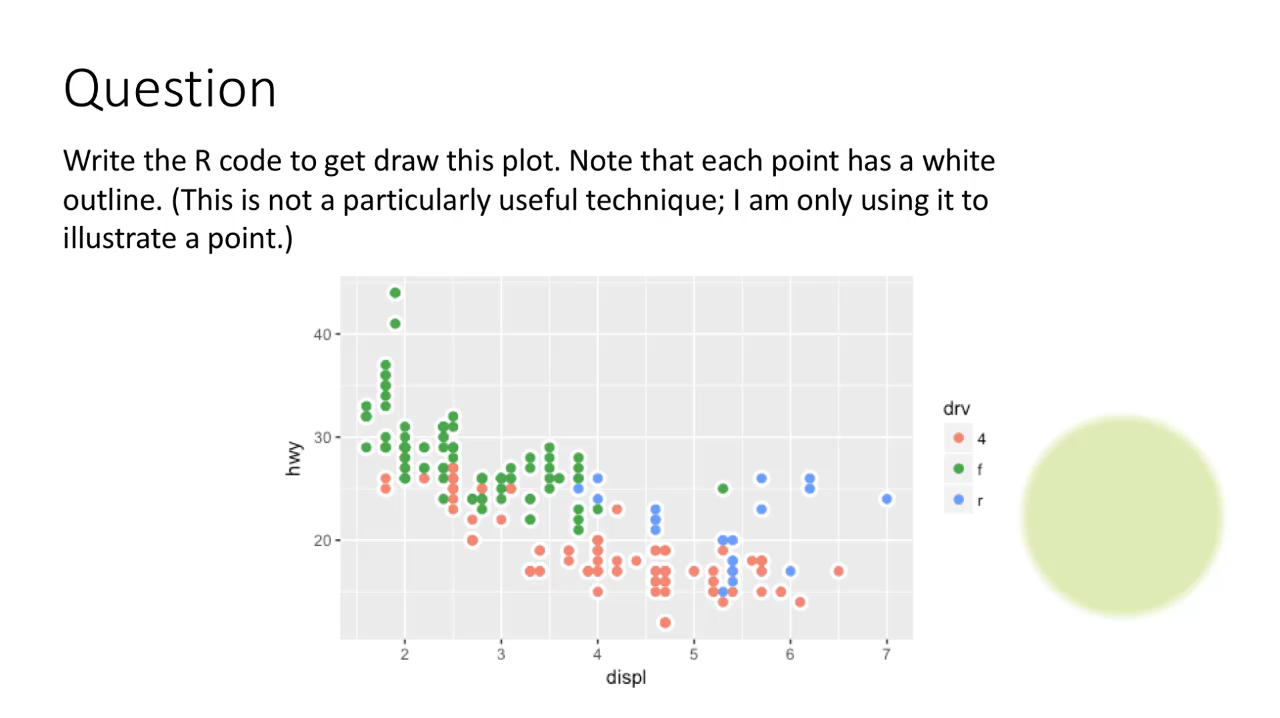 Question
Write the R code to get draw this plot. Note that each point has a white
outline. (This is not a particularly useful technique; I am only using it to
illustrate a point.)
40
30
20
hwy
2 3 4 5 6 7
displ
drv
4
f
r